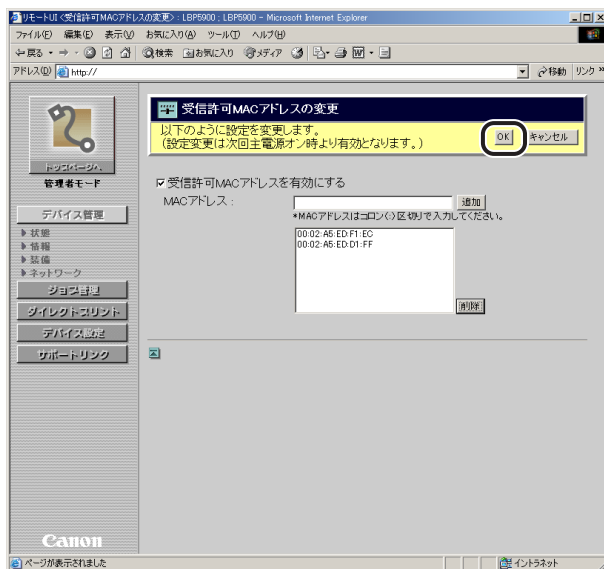 リモートUI <受信許可MACアドレスの変更> : LBP5900 ; LBP5900 - Microsoft Internet Explorer
ファイル(F) 編集(E) 表示(V) お気に入り(A) ツール(T) ヘルプ(H)
戻る 検索 お気に入り メディア
アドレス(D) http:// 移動 リンク »
受信許可MACアドレスの変更
以下のように設定を変更します。
(設定変更は次回主電源オン時より有効となります。)
OK キャンセル
トップページへ
管理者モード
デバイス管理
状態
情報
装備
ネットワーク
ジョブ管理
ダイレクトプリント
デバイス設定
サポートリンク
受信許可MACアドレスを有効にする
MACアドレス : 追加
*MACアドレスはコロン(:)区切りで入力してください。
00:02:A5:ED:F1:EC
00:02:A5:ED:D1:FF
削除
Canon
ページが表示されました イントラネット